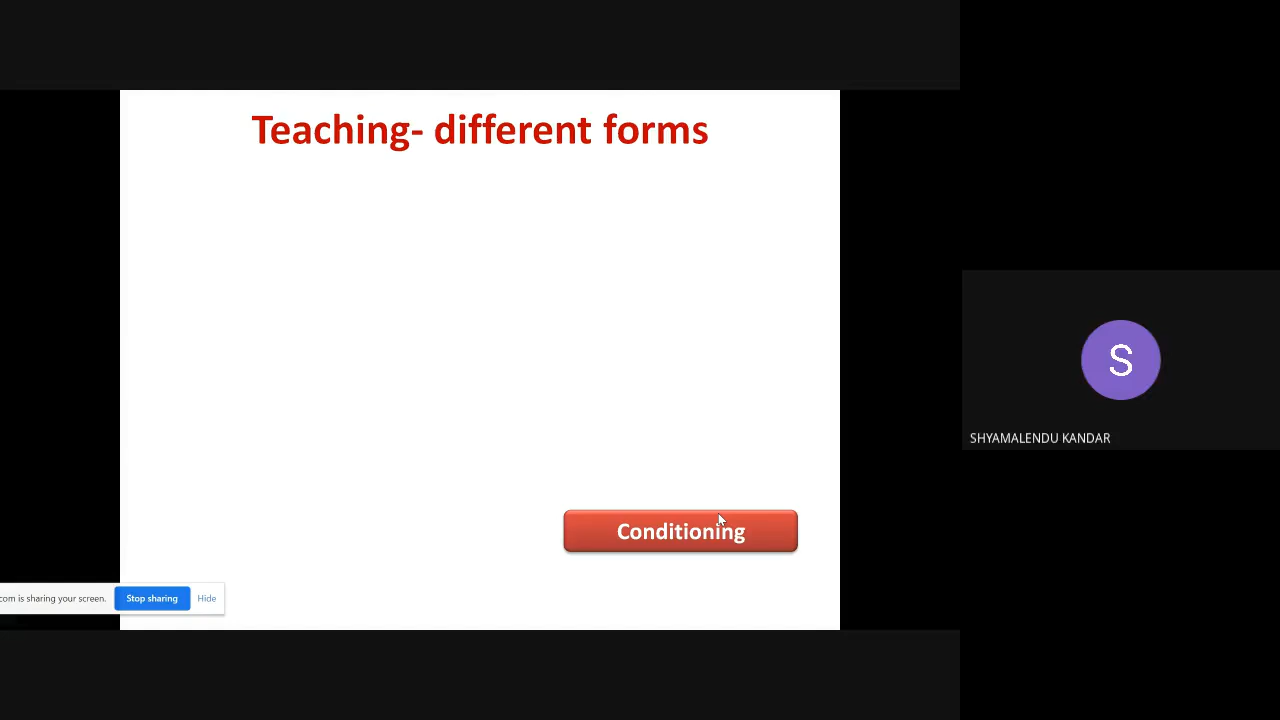 Teaching- different forms
S
SHYAMALENDU KANDAR
Conditioning
com is sharing your screen. Stop sharing Hide